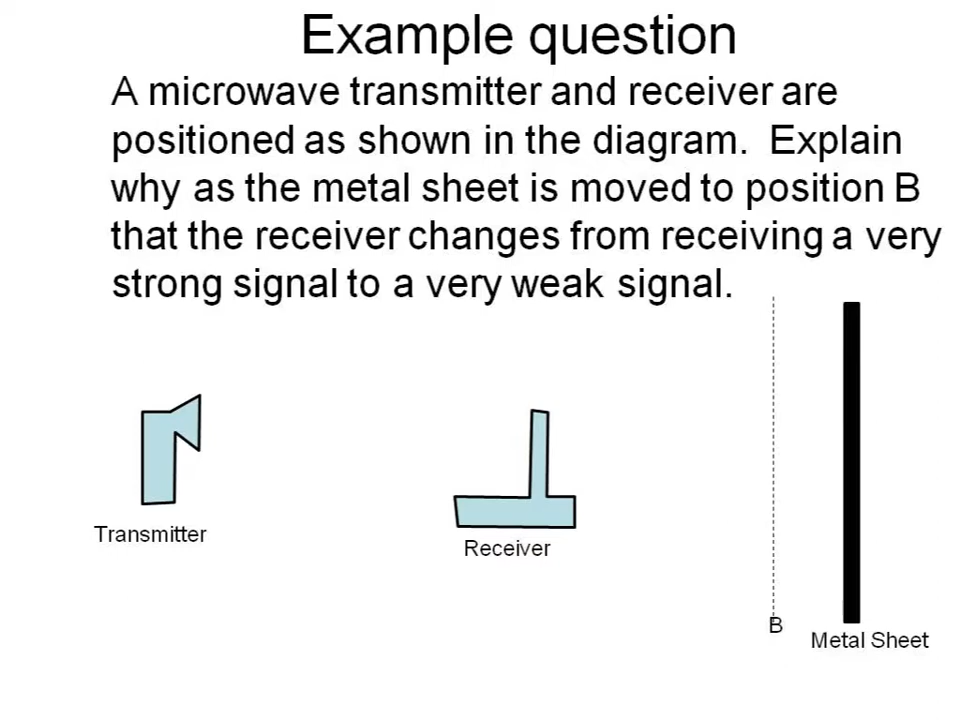 Example question
A microwave transmitter and receiver are
positioned as shown in the diagram.  Explain
why as the metal sheet is moved to position B
that the receiver changes from receiving a very
strong signal to a very weak signal.
Transmitter
Receiver
B
Metal Sheet